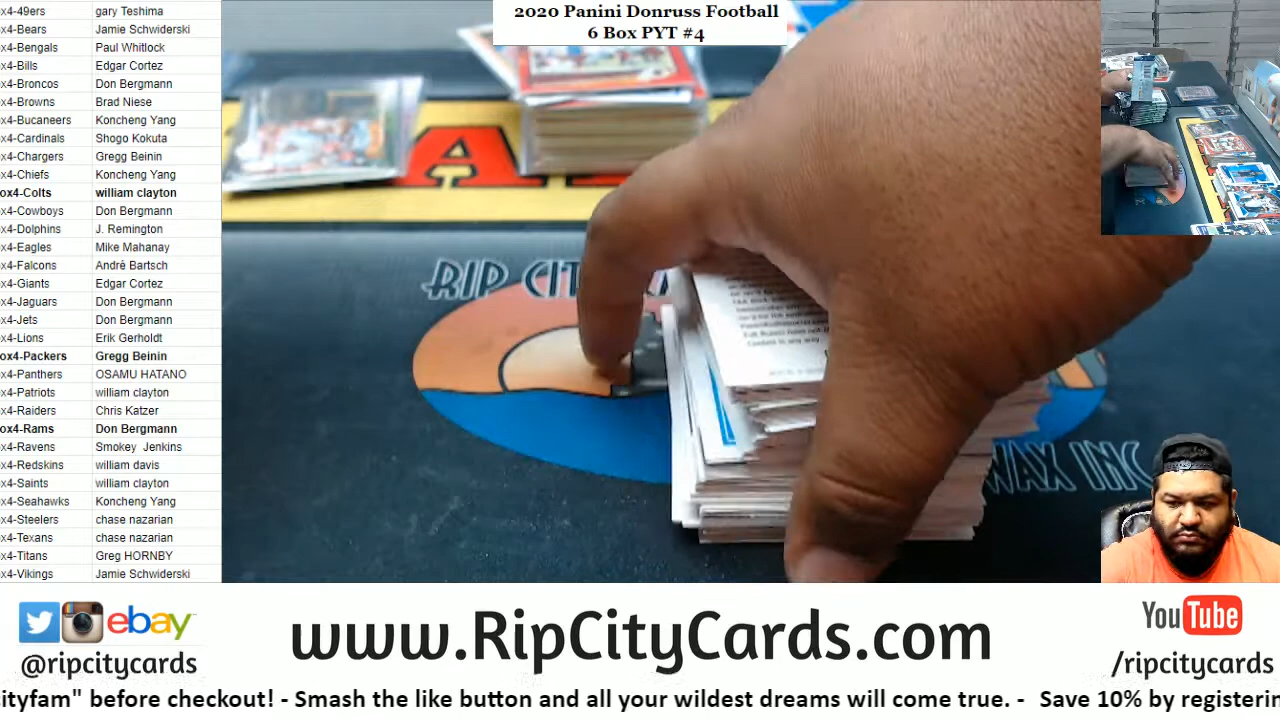 x4-49ers gary Teshima
x4-Bears Jamie Schwiderski
x4-Bengals Paul Whitlock
x4-Bills Edgar Cortez
x4-Broncos Don Bergmann
x4-Browns Brad Niese
x4-Bucaneers Koncheng Yang
x4-Cardinals Shogo Kokuta
x4-Chargers Gregg Beinin
x4-Chiefs Koncheng Yang
ox4-Colts william clayton
x4-Cowboys Don Bergmann
x4-Dolphins J. Remington
x4-Eagles Mike Mahanay
x4-Falcons André Bartsch
x4-Giants Edgar Cortez
x4-Jaguars Don Bergmann
x4-Jets Don Bergmann
x4-Lions Erik Gerholdt
ox4-Packers Gregg Beinin
x4-Panthers OSAMU HATANO
x4-Patriots william clayton
x4-Raiders Chris Katzer
ox4-Rams Don Bergmann
x4-Ravens Smokey Jenkins
x4-Redskins william davis
x4-Saints william clayton
x4-Seahawks Koncheng Yang
x4-Steelers chase nazarian
x4-Texans chase nazarian
x4-Titans Greg HORNBY
x4-Vikings Jamie Schwiderski
2020 Panini Donruss Football
6 Box PYT #4
A
RIP CIT
WAX INC
ebay
@ripcitycards
www.RipCityCards.com
YouTube
/ripcitycards
cityfam" before checkout! - Smash the like button and all your wildest dreams will come true. - Save 10% by registerin